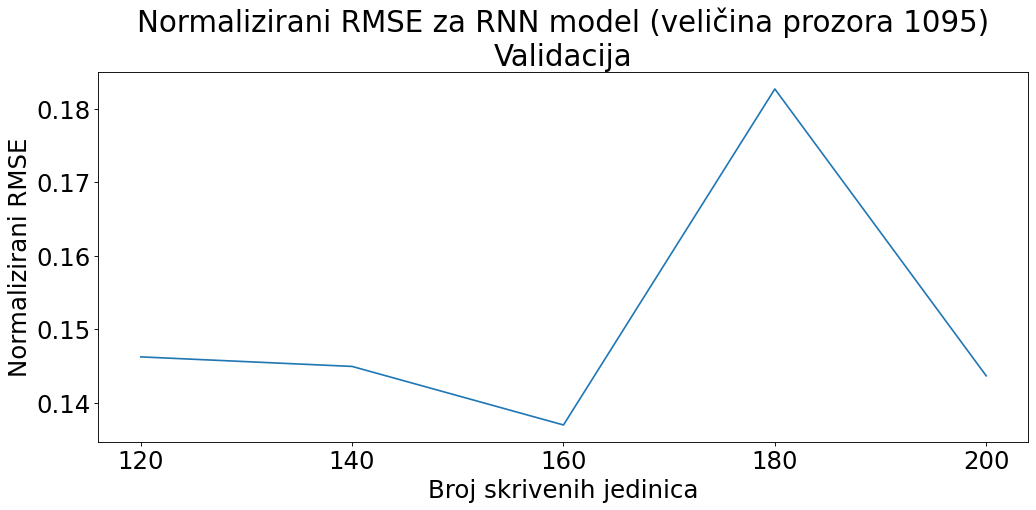 Normalizirani RMSE za RNN model (veličina prozora 1095)
Validacija
Normalizirani RMSE
0.18
0.17
0.16
0.15
0.14
120 140 160 180 200
Broj skrivenih jedinica